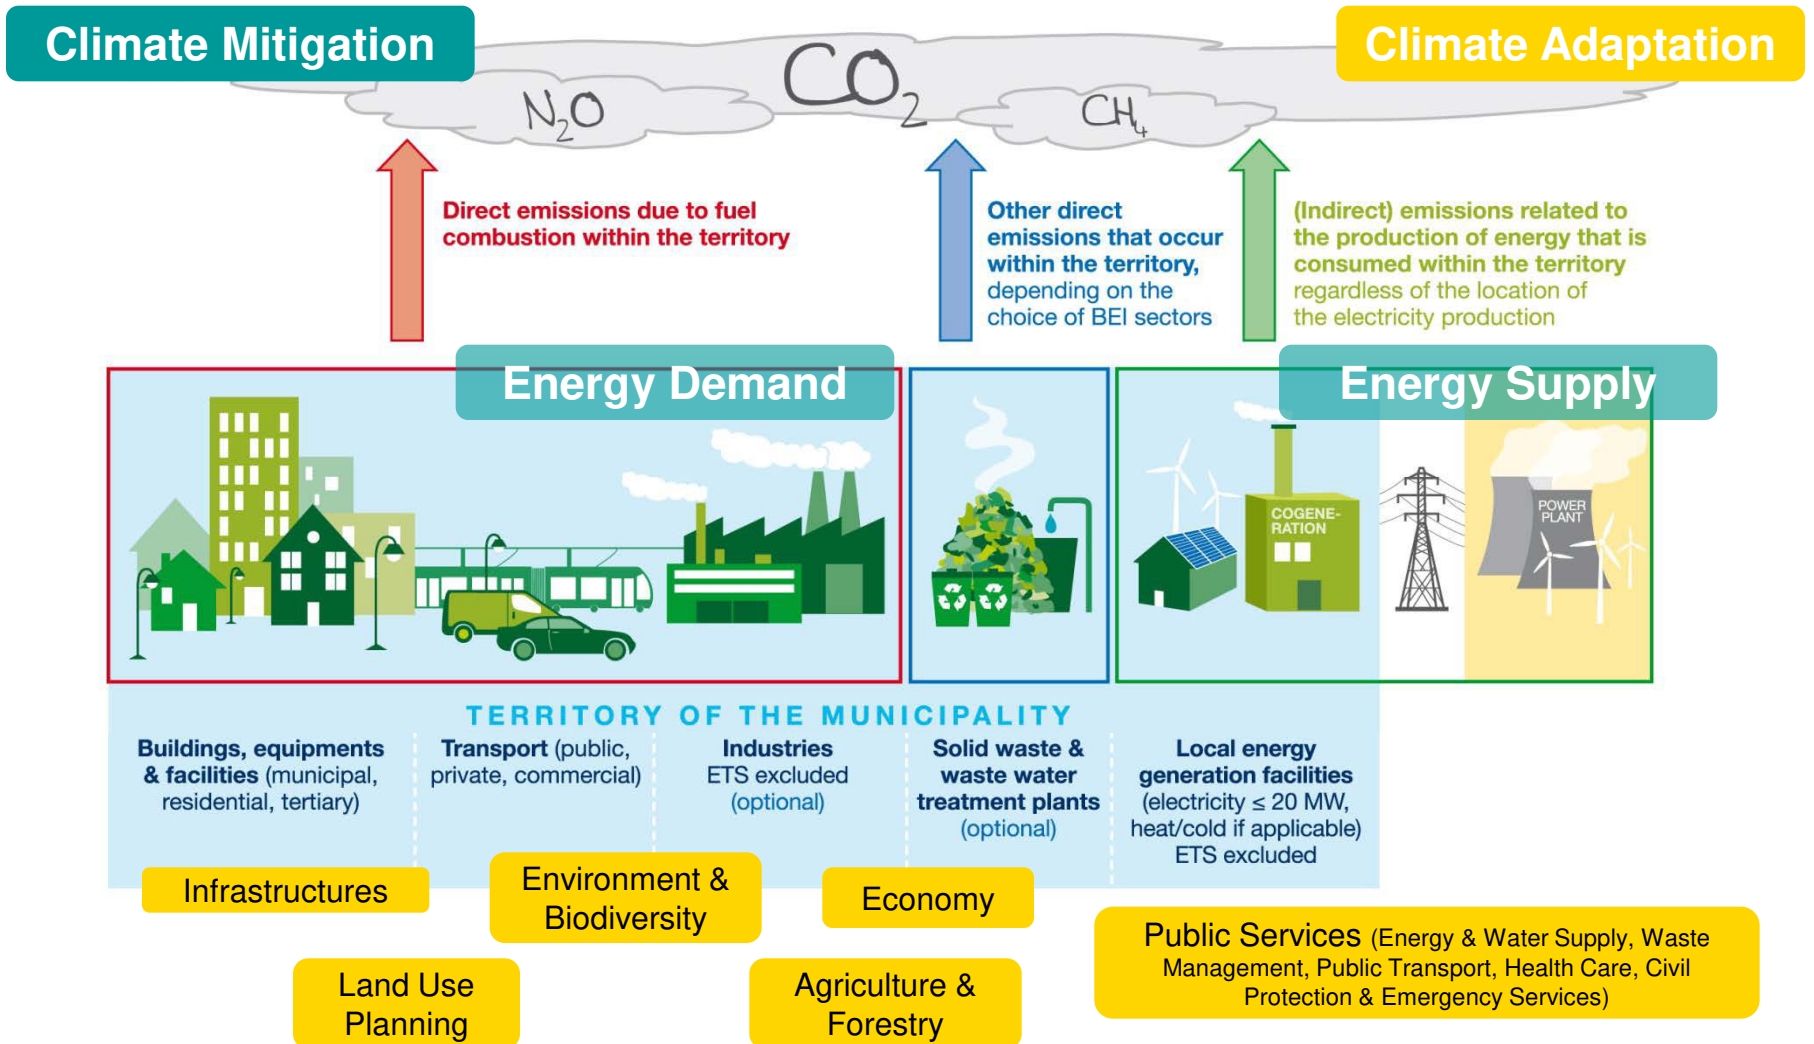 Climate Mitigation
Climate Adaptation
CO₂
N₂O
CH₄
Direct emissions due to fuel
combustion within the territory
Other direct
emissions that occur
within the territory,
depending on the
choice of BEI sectors
(Indirect) emissions related to
the production of energy that is
consumed within the territory
regardless of the location of
the electricity production
Energy Demand
Energy Supply
COGENE-
RATION
POWER
PLANT
TERRITORY OF THE MUNICIPALITY
Buildings, equipments
& facilities (municipal,
residential, tertiary)
Transport (public,
private, commercial)
Industries
ETS excluded
(optional)
Solid waste &
waste water
treatment plants
(optional)
Local energy
generation facilities
(electricity ≤ 20 MW,
heat/cold if applicable)
ETS excluded
Infrastructures
Environment &
Biodiversity
Economy
Public Services (Energy & Water Supply, Waste
Management, Public Transport, Health Care, Civil
Protection & Emergency Services)
Land Use
Planning
Agriculture &
Forestry